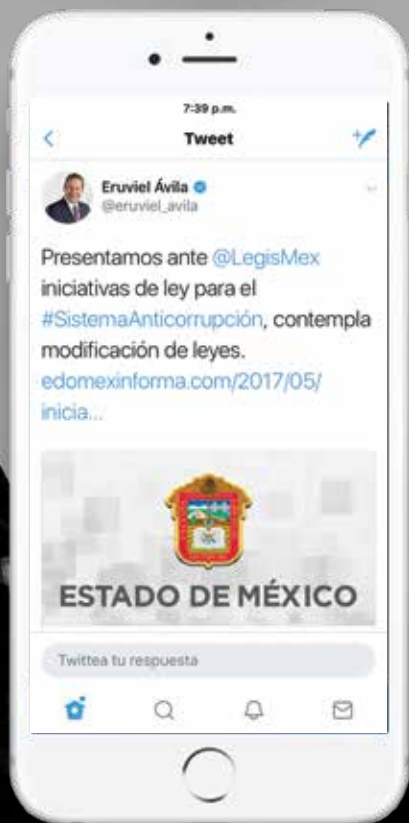 7:39 p.m.
Tweet
Eruviel Ávila
@eruviel_avila
Presentamos ante @LegisMex
iniciativas de ley para el
#SistemaAnticorrupción, contempla
modificación de leyes.
edomexinforma.com/2017/05/
inicia...
ESTADO DE MÉXICO
Twittea tu respuesta